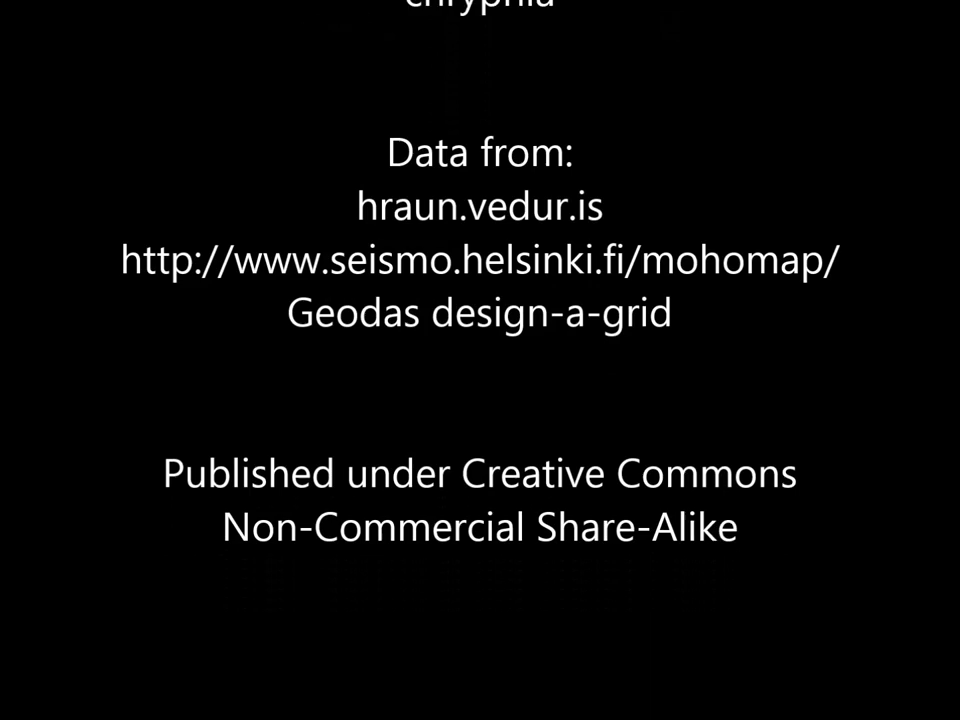 Data from:
hraun.vedur.is
http://www.seismo.helsinki.fi/mohomap/
Geodas design-a-grid
Published under Creative Commons
Non-Commercial Share-Alike